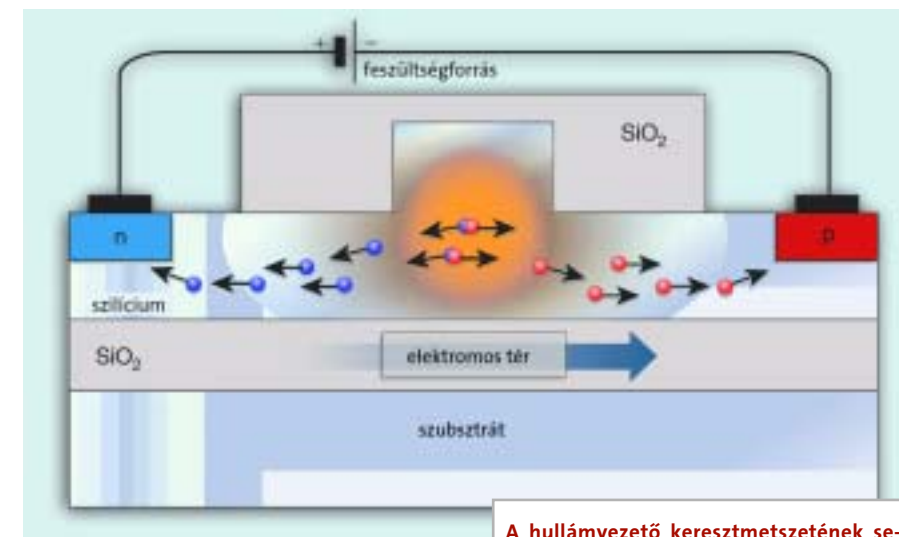 + –
feszültségforrás
SiO₂
n
p
szilícium
SiO₂
elektromos tér
szubsztrát
A hullámvezető keresztmetszetének se-